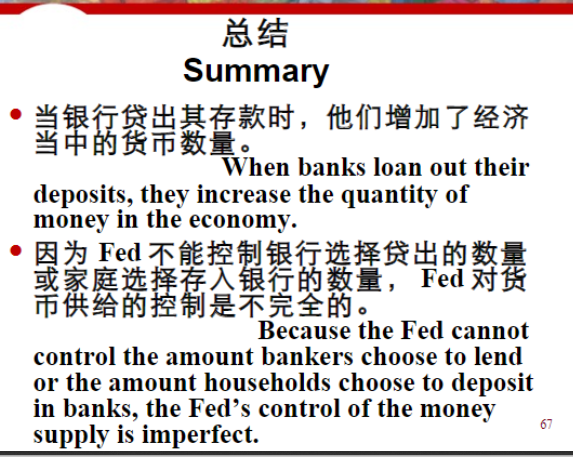 总结
Summary
• 当银行贷出其存款时，他们增加了经济
当中的货币数量。
When banks loan out their
deposits, they increase the quantity of
money in the economy.
• 因为 Fed 不能控制银行选择贷出的数量
或家庭选择存入银行的数量， Fed 对货
币供给的控制是不完全的。
Because the Fed cannot
control the amount bankers choose to lend
or the amount households choose to deposit
in banks, the Fed’s control of the money
supply is imperfect.
67